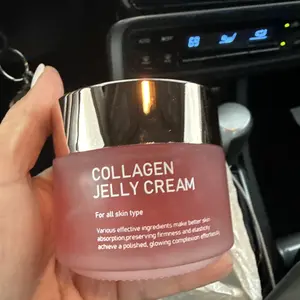 COLLAGEN
JELLY CREAM
For all skin type
Various effective ingredients make better skin
absorption,preserving firmness and elasticity
achieve a polished, glowing complexion effortlessly